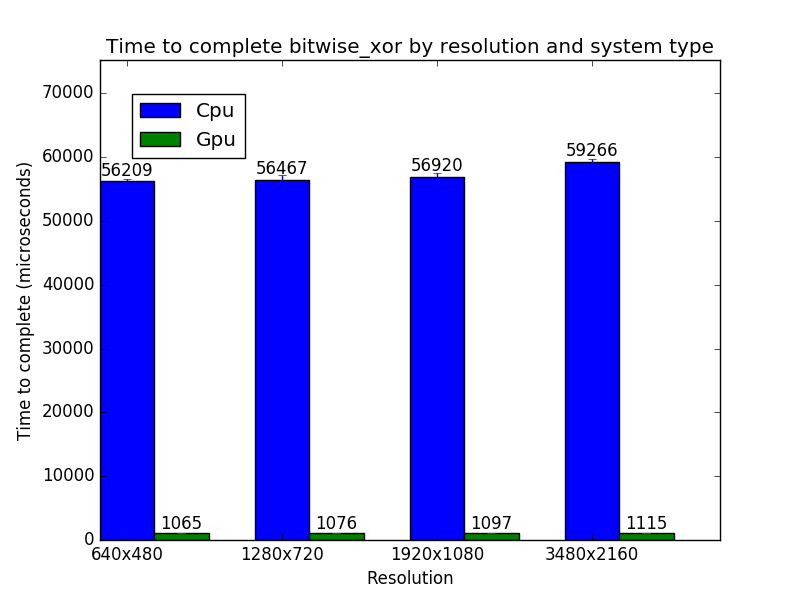 Time to complete bitwise_xor by resolution and system type
Time to complete (microseconds)
70000
60000
50000
40000
30000
20000
10000
0
Cpu
Gpu
56209
56467
56920
59266
1065
1076
1097
1115
640x480
1280x720
1920x1080
3480x2160
Resolution